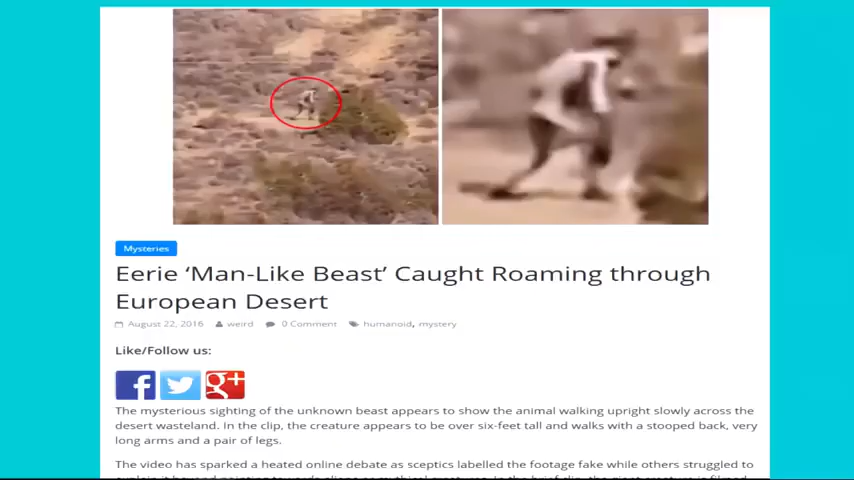 Mysteries
Eerie ‘Man-Like Beast’ Caught Roaming through
European Desert
August 22, 2016 weird 0 Comment humanoid, mystery
Like/Follow us:
The mysterious sighting of the unknown beast appears to show the animal walking upright slowly across the
desert wasteland. In the clip, the creature appears to be over six-feet tall and walks with a stooped back, very
long arms and a pair of legs.
The video has sparked a heated online debate as sceptics labelled the footage fake while others struggled to